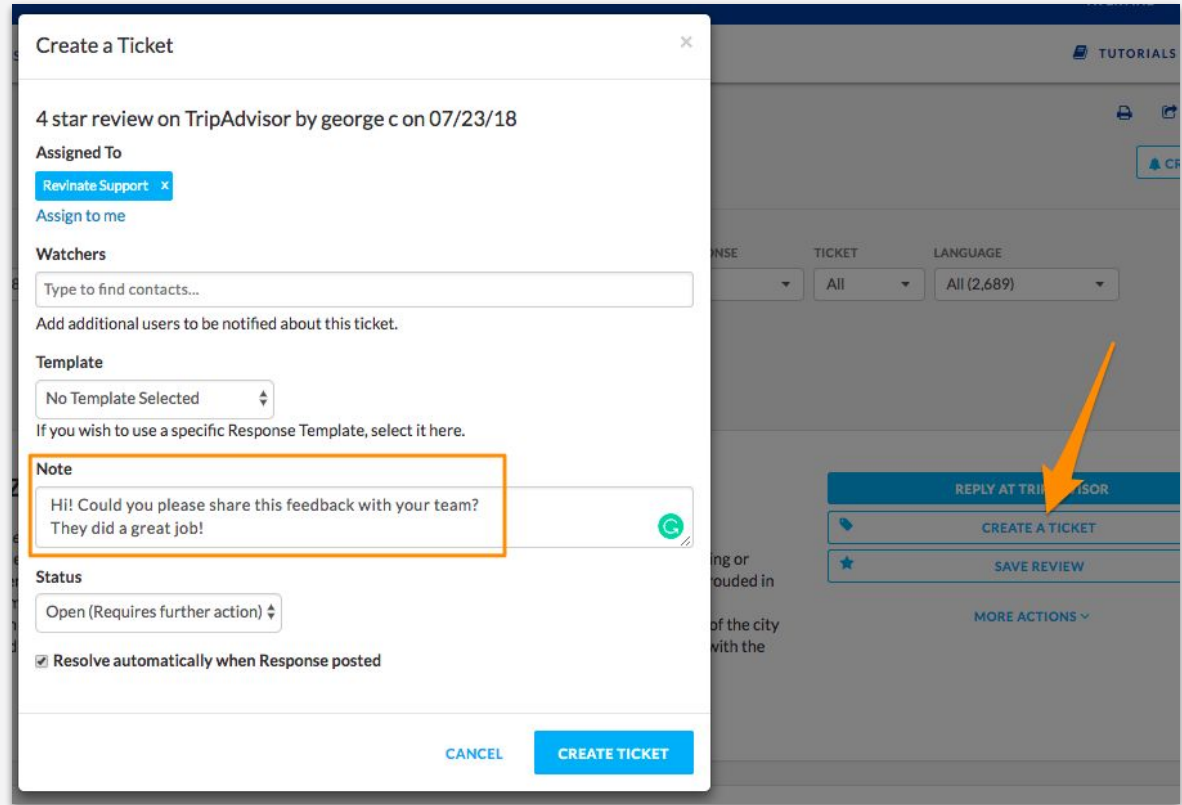 Create a Ticket
×
TUTORIALS
4 star review on TripAdvisor by george c on 07/23/18
Assigned To
Revinate Support x
Assign to me
Watchers
Type to find contacts...
Add additional users to be notified about this ticket.
TICKET
LANGUAGE
All
All (2,689)
Template
No Template Selected
If you wish to use a specific Response Template, select it here.
Note
Hi! Could you please share this feedback with your team?
They did a great job!
Status
Open (Requires further action)
Resolve automatically when Response posted
CANCEL
CREATE TICKET
CREATE A TICKET
SAVE REVIEW
MORE ACTIONS
of the city
with the